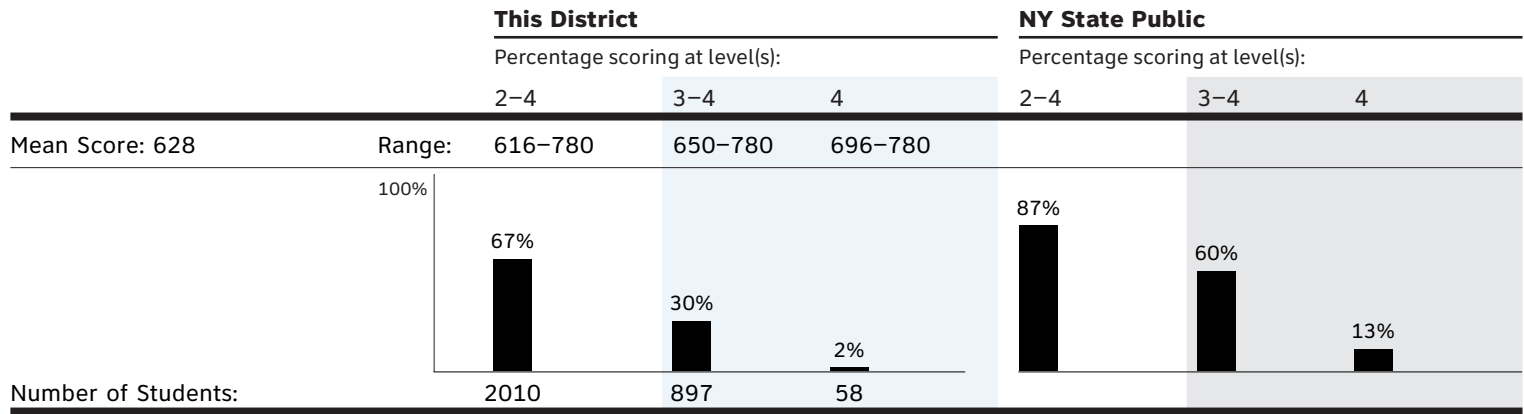 This District NY State Public
Percentage scoring at level(s): Percentage scoring at level(s):
2–4 3–4 4 2–4 3–4 4
Mean Score: 628 Range: 616–780 650–780 696–780
100%
67% 30% 2% 87% 60% 13%
Number of Students: 2010 897 58